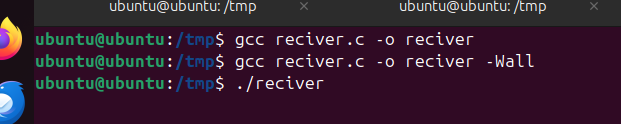 ubuntu@ubuntu: /tmp × ubuntu@ubuntu: /tmp ×
ubuntu@ubuntu:/tmp$ gcc reciver.c -o reciver
ubuntu@ubuntu:/tmp$ gcc reciver.c -o reciver -Wall
ubuntu@ubuntu:/tmp$ ./reciver